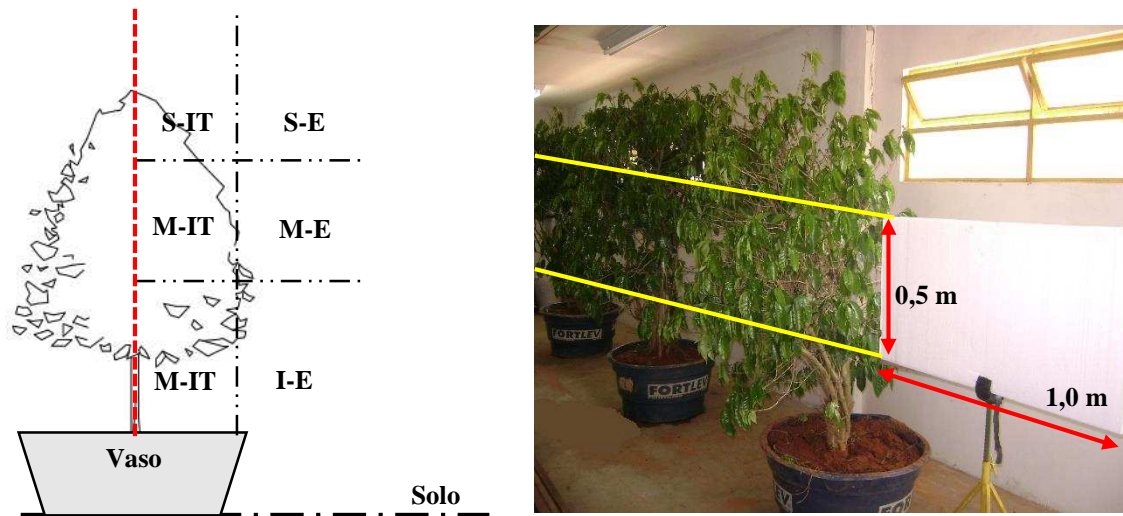 S-IT
S-E
M-IT
M-E
M-IT
I-E
Vaso
Solo
0,5 m
1,0 m
FORTLEV
FORTLEV
FORTLEV